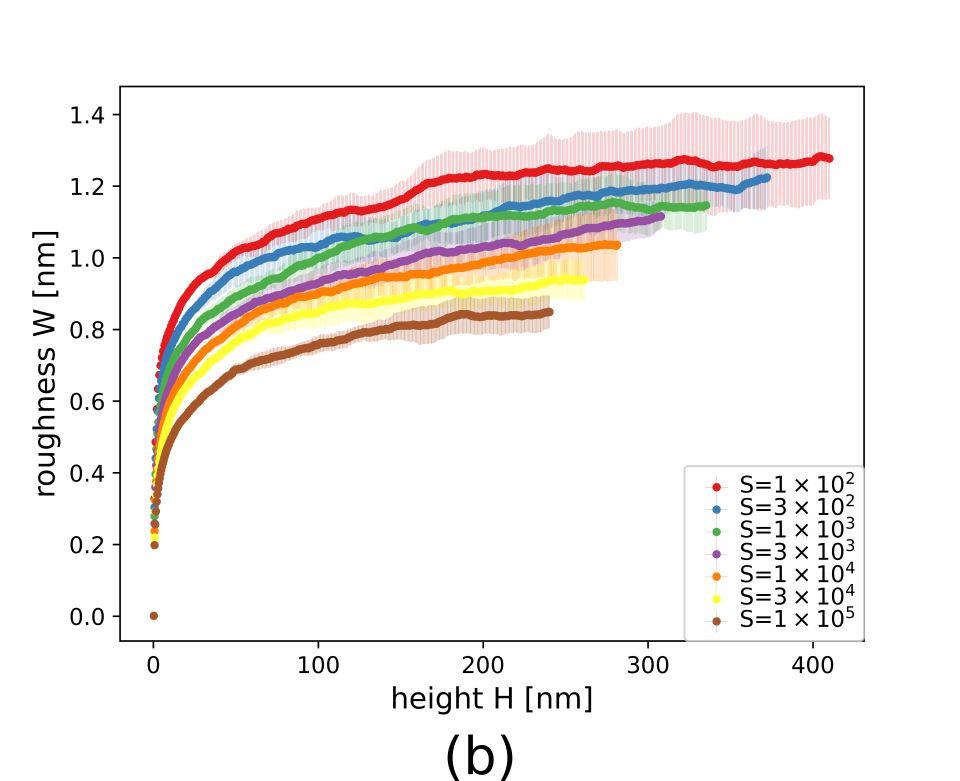 1.4
1.2
1.0
0.8
0.6
0.4
0.2
0.0
roughness W [nm]
S=1 × 10²
S=3 × 10²
S=1 × 10³
S=3 × 10³
S=1 × 10⁴
S=3 × 10⁴
S=1 × 10⁵
0 100 200 300 400
height H [nm]
(b)